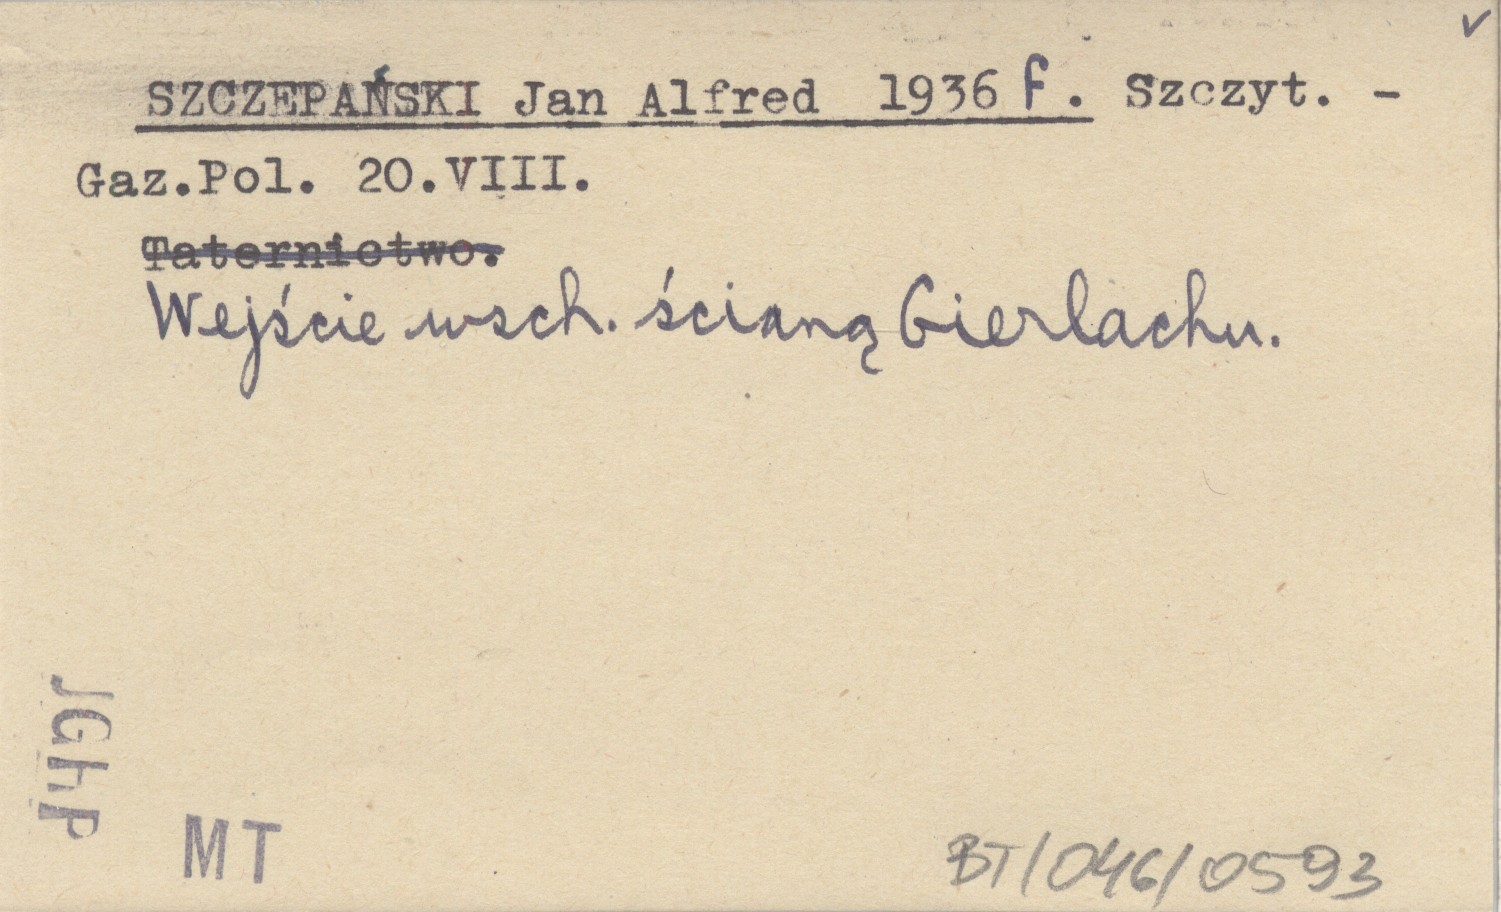 SZCZEPAŃSKI Jan Alfred 1936 f. Szczyt. -
Gaz.Pol. 20.VIII.
Taternictwo.
Wejście wsch. ścianą Gierlachu.
JGhP
MT
BT/046/0593